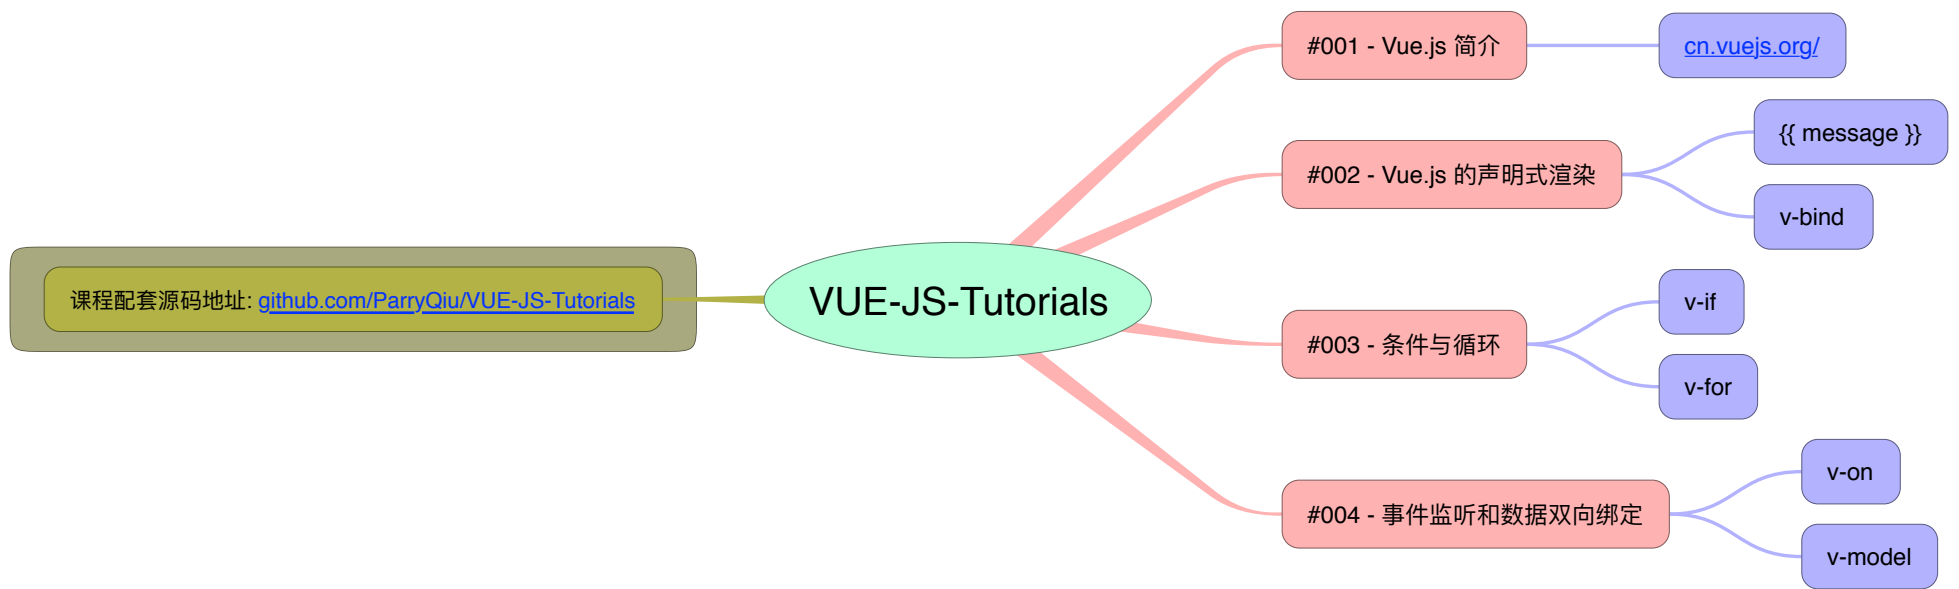 VUE-JS-Tutorials
课程配套源码地址: github.com/ParryQiu/VUE-JS-Tutorials
#001 - Vue.js 简介
cn.vuejs.org/
#002 - Vue.js 的声明式渲染
{{ message }}
v-bind
#003 - 条件与循环
v-if
v-for
#004 - 事件监听和数据双向绑定
v-on
v-model